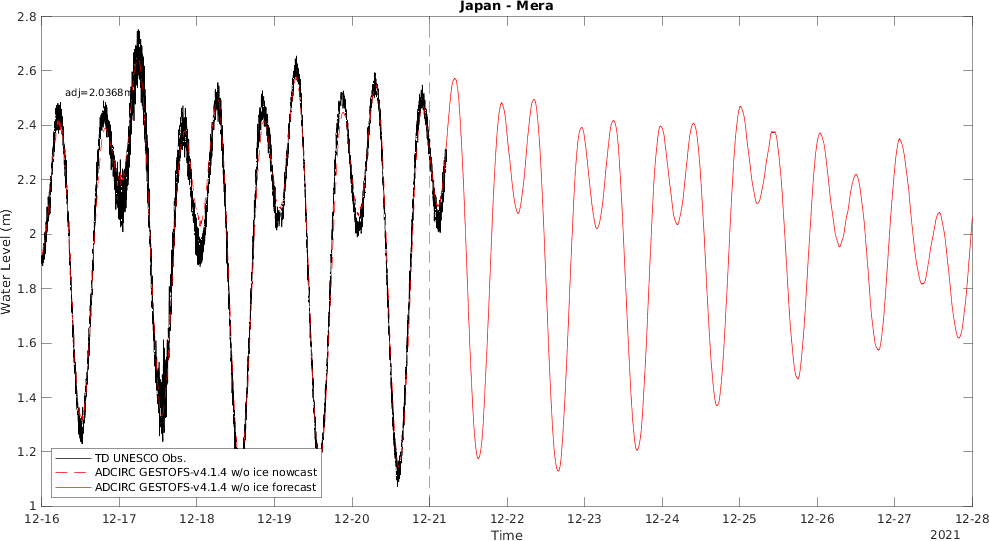 Japan - Mera
2.8
2.6
adj=2.0368m
2.4
2.2
2
1.8
1.6
1.4
1.2
1
Water Level (m)
TD UNESCO Obs.
ADCIRC GESTOFS-v4.1.4 w/o ice nowcast
ADCIRC GESTOFS-v4.1.4 w/o ice forecast
12-16 12-17 12-18 12-19 12-20 12-21 12-22 12-23 12-24 12-25 12-26 12-27 12-28
Time
2021